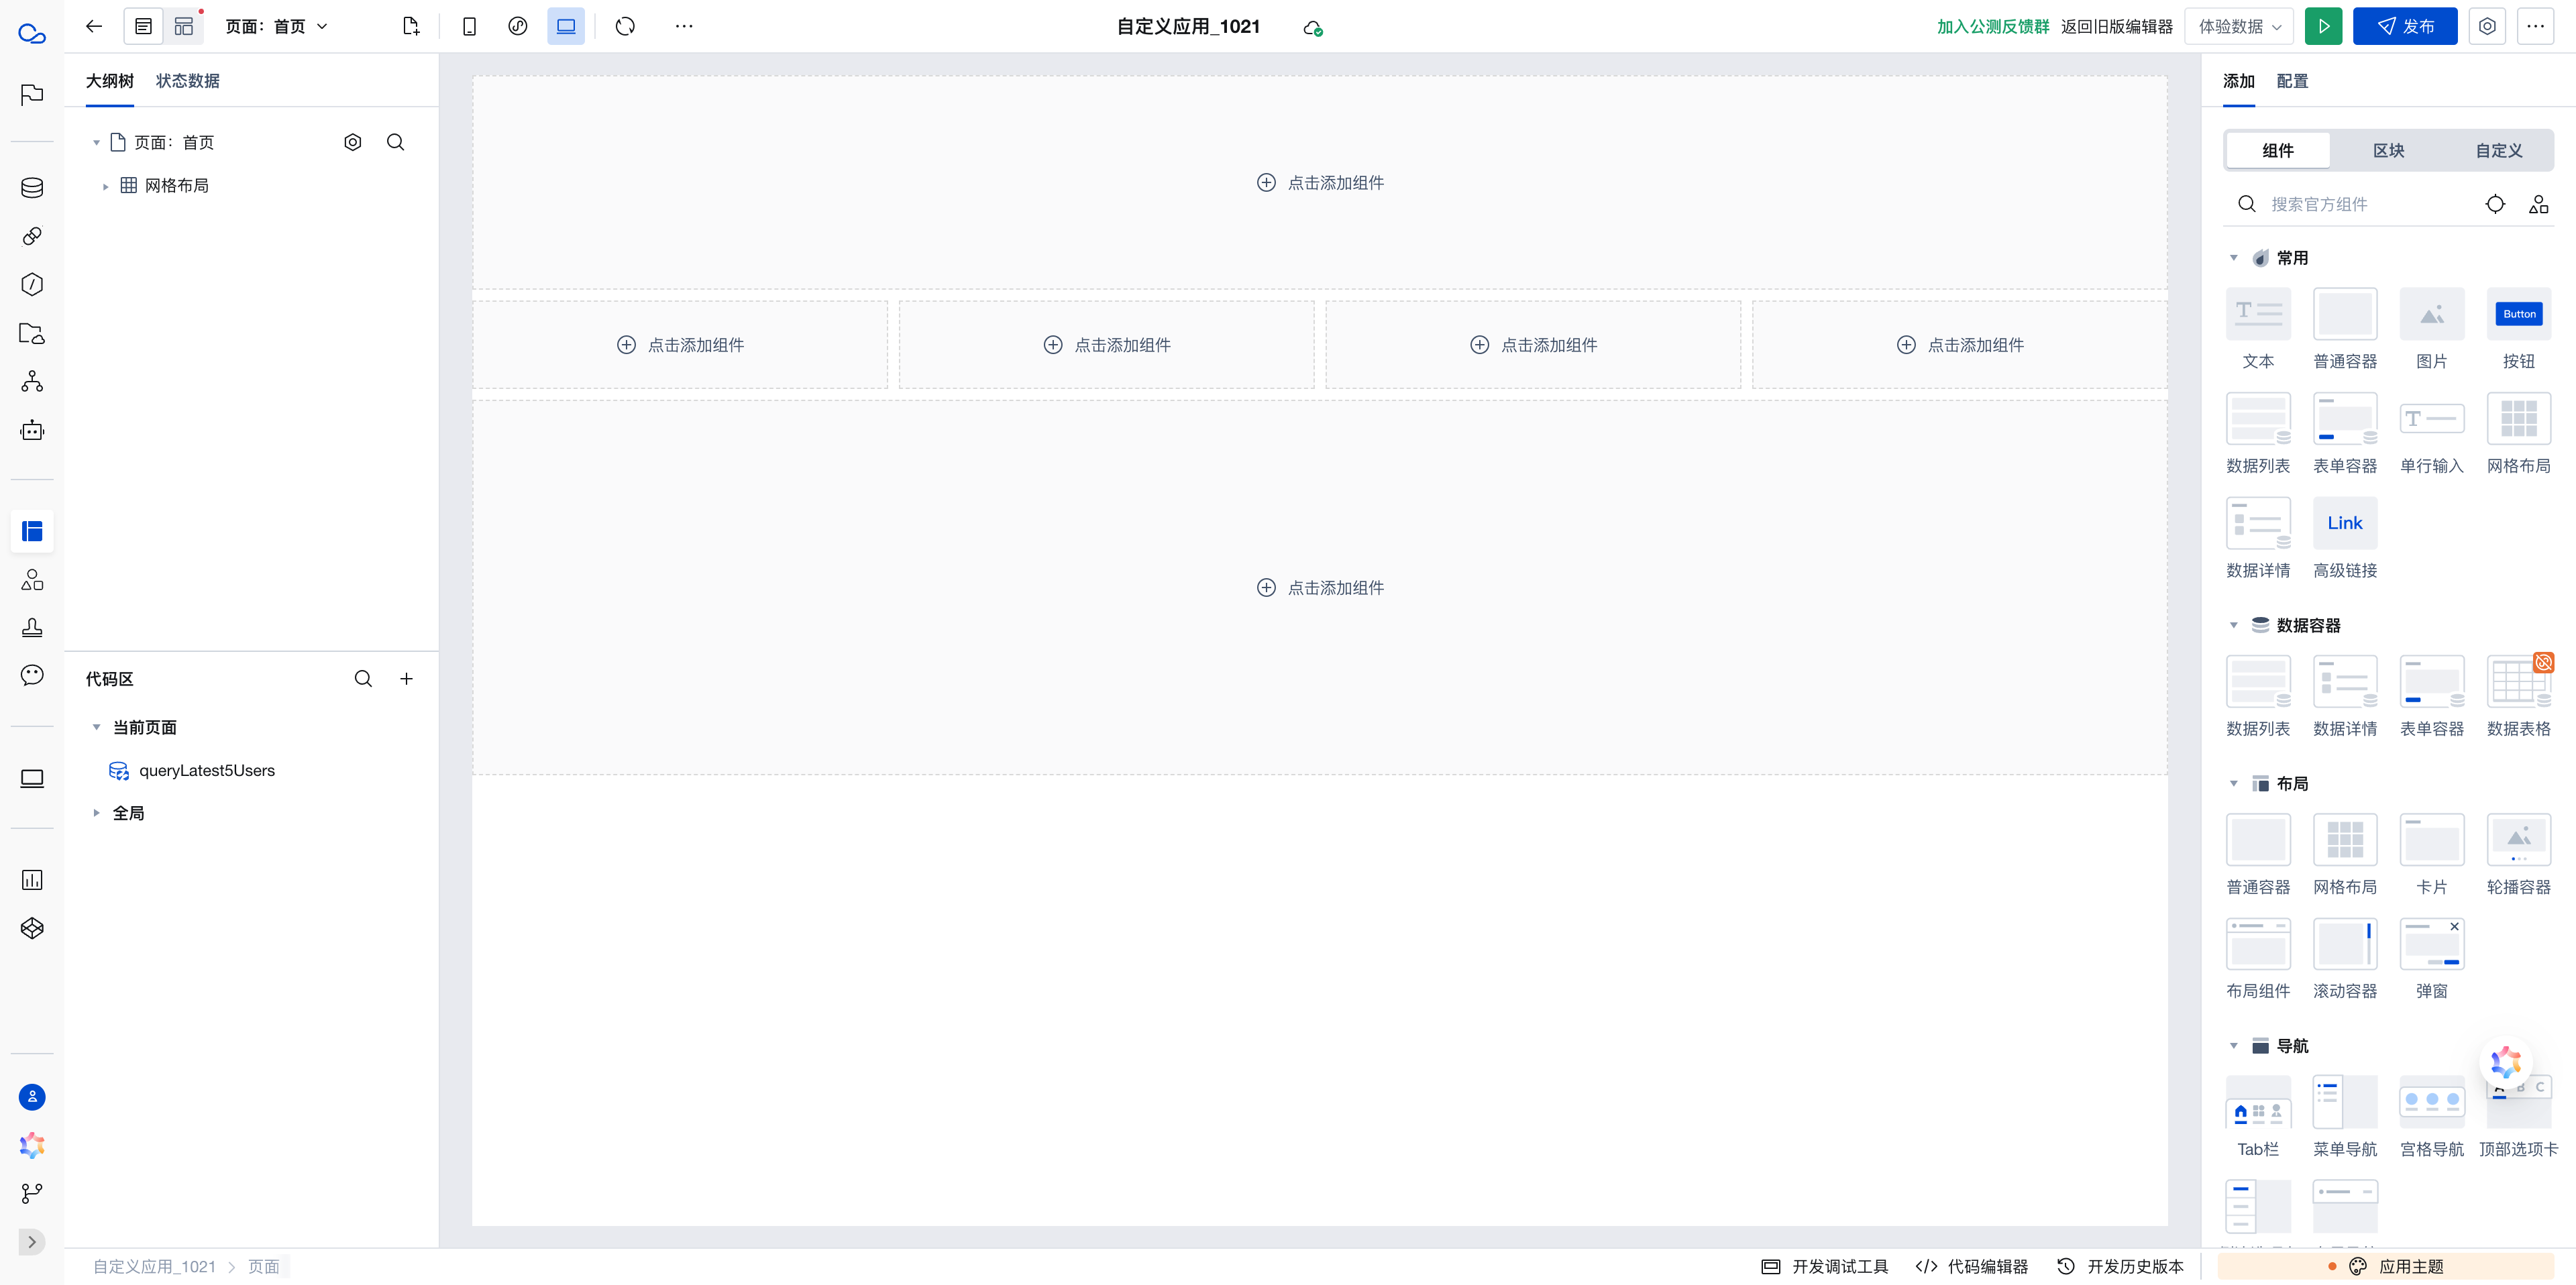 页面：首页
自定义应用_1021
加入公测反馈群
返回旧版编辑器
体验数据
发布
大纲树
状态数据
页面：首页
网格布局
代码区
当前页面
queryLatest5Users
全局
点击添加组件
点击添加组件
点击添加组件
点击添加组件
点击添加组件
点击添加组件
添加
配置
组件
区块
自定义
搜索官方组件
常用
Button
文本
普通容器
图片
按钮
数据列表
表单容器
单行输入
网格布局
Link
数据详情
高级链接
数据容器
数据列表
数据详情
表单容器
数据表格
布局
普通容器
网格布局
卡片
轮播容器
布局组件
滚动容器
弹窗
导航
B C
Tab栏
菜单导航
宫格导航
顶部选项卡
自定义应用_1021
页面
开发调试工具
代码编辑器
开发历史版本
应用主题